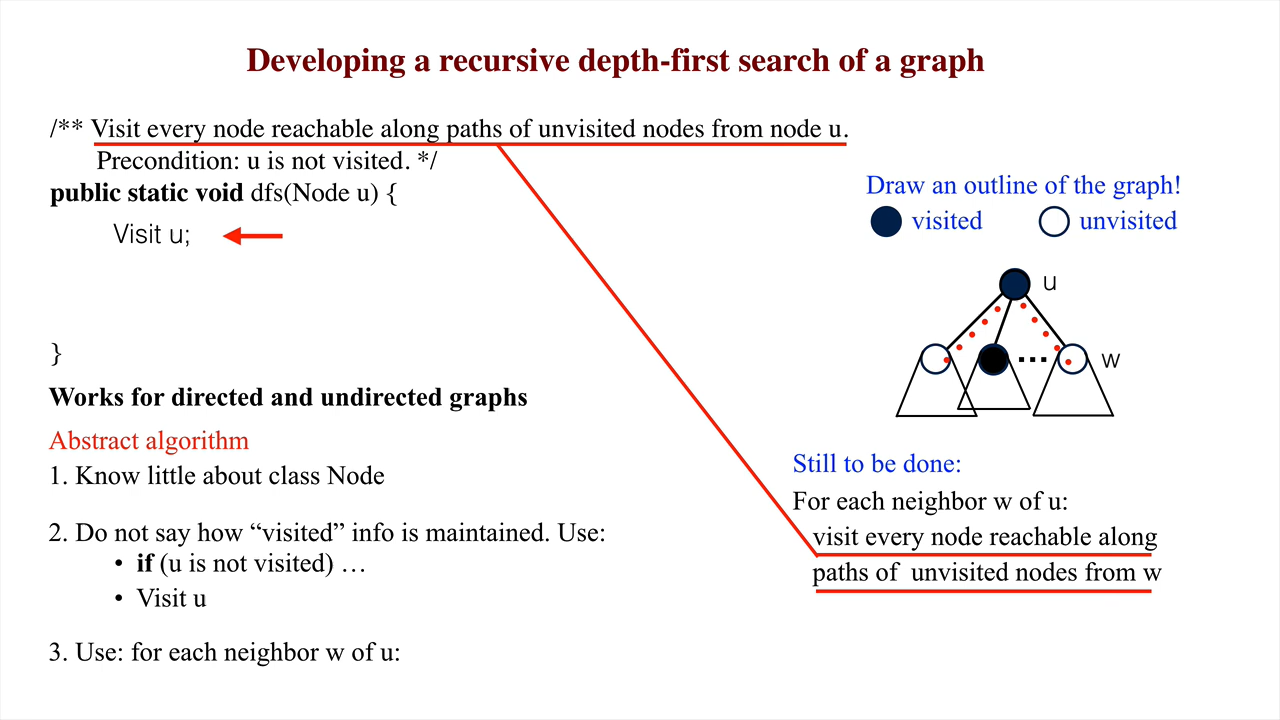 Developing a recursive depth-first search of a graph
/** Visit every node reachable along paths of unvisited nodes from node u.
Precondition: u is not visited. */
public static void dfs(Node u) {
Visit u;
}
Works for directed and undirected graphs
Abstract algorithm
1. Know little about class Node
2. Do not say how “visited” info is maintained. Use:
• if (u is not visited) …
• Visit u
3. Use: for each neighbor w of u:
Draw an outline of the graph!
visited unvisited
u
... w
Still to be done:
For each neighbor w of u:
visit every node reachable along
paths of unvisited nodes from w